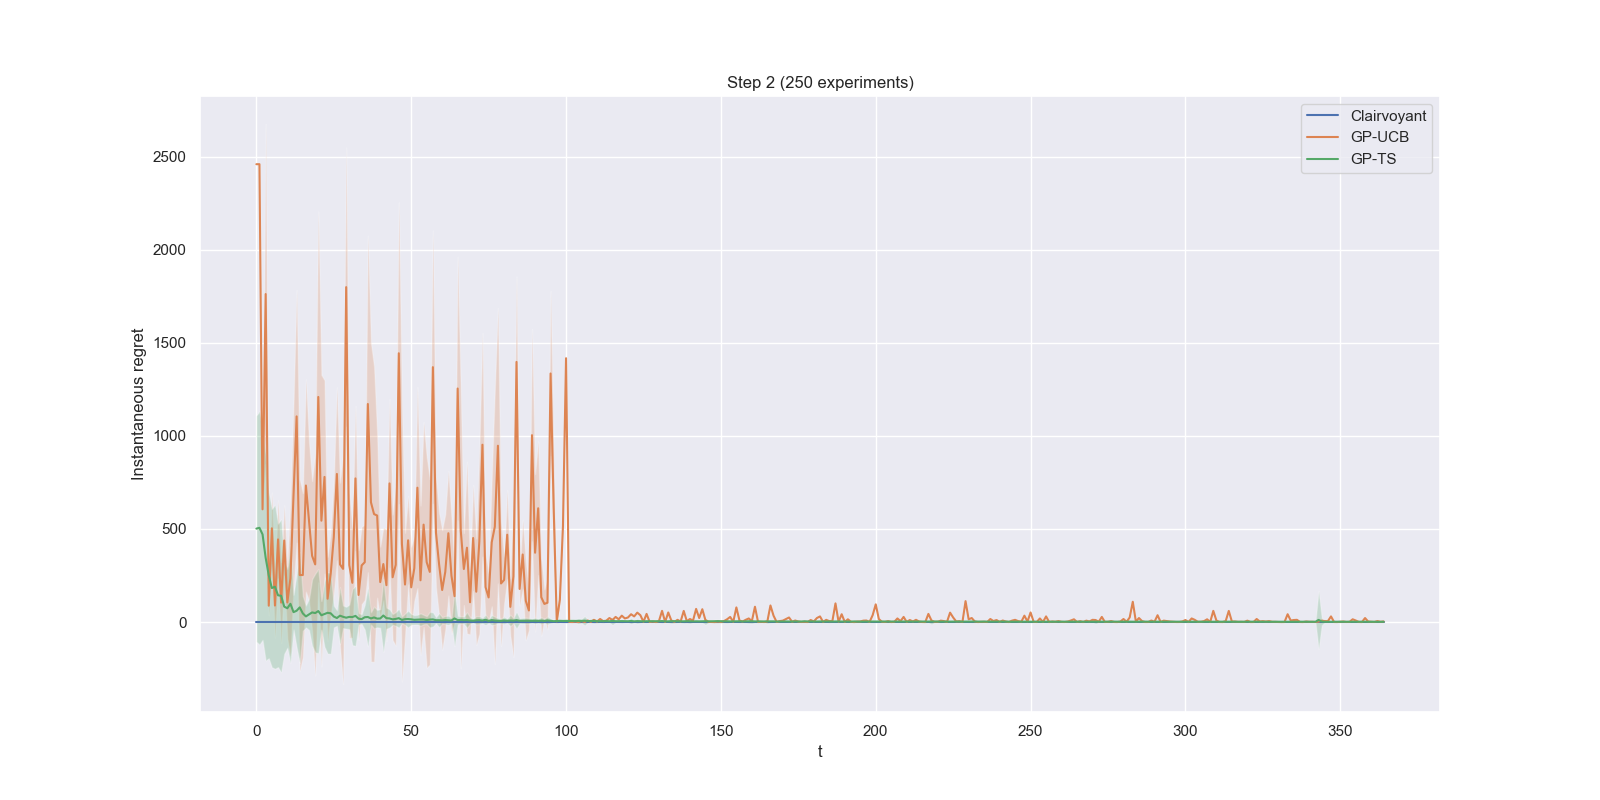 Step 2 (250 experiments)
Clairvoyant
GP-UCB
GP-TS
Instantaneous regret
2500
2000
1500
1000
500
0
0 50 100 150 200 250 300 350
t